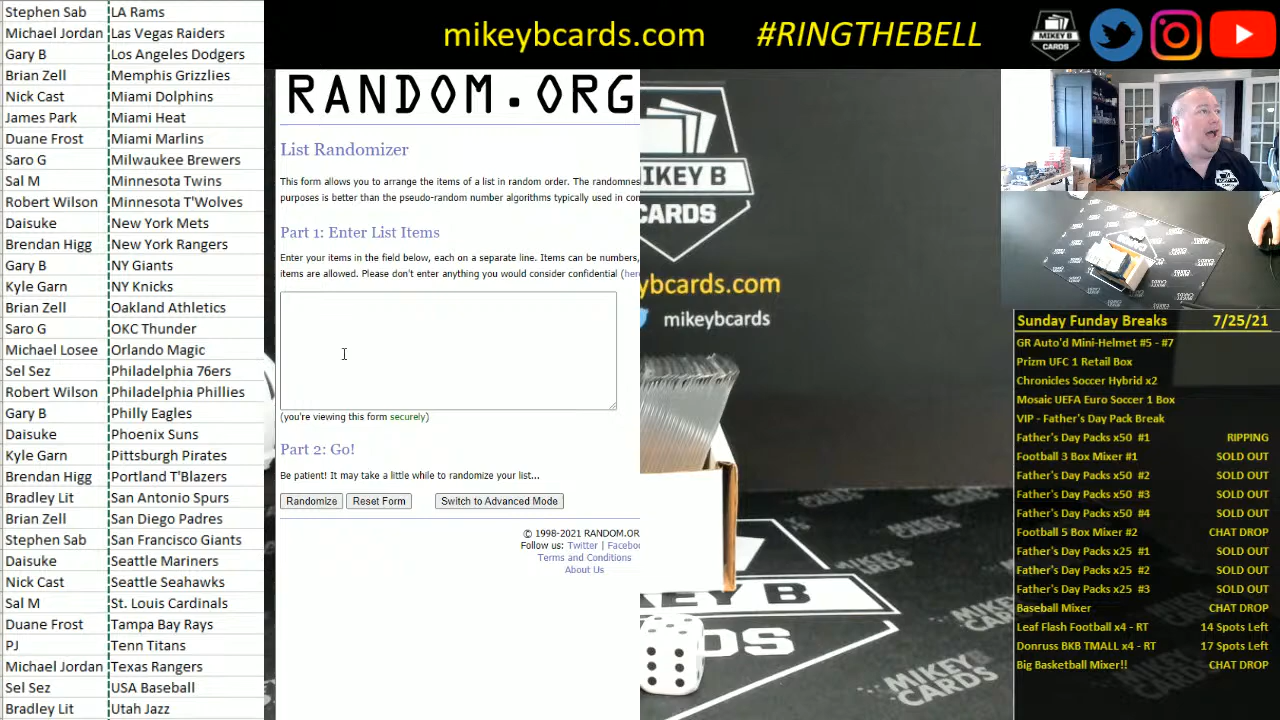 mikeybcards.com #RINGTHEBELL
MIKEY B
CARDS
Stephen Sab LA Rams
Michael Jordan Las Vegas Raiders
Gary B Los Angeles Dodgers
Brian Zell Memphis Grizzlies
Nick Cast Miami Dolphins
James Park Miami Heat
Duane Frost Miami Marlins
Saro G Milwaukee Brewers
Sal M Minnesota Twins
Robert Wilson Minnesota T'Wolves
Daisuke New York Mets
Brendan Higg New York Rangers
Gary B NY Giants
Kyle Garn NY Knicks
Brian Zell Oakland Athletics
Saro G OKC Thunder
Michael Losee Orlando Magic
Sel Sez Philadelphia 76ers
Robert Wilson Philadelphia Phillies
Gary B Philly Eagles
Daisuke Phoenix Suns
Kyle Garn Pittsburgh Pirates
Brendan Higg Portland T'Blazers
Bradley Lit San Antonio Spurs
Brian Zell San Diego Padres
Stephen Sab San Francisco Giants
Daisuke Seattle Mariners
Nick Cast Seattle Seahawks
Sal M St. Louis Cardinals
Duane Frost Tampa Bay Rays
PJ Tenn Titans
Michael Jordan Texas Rangers
Sel Sez USA Baseball
Bradley Lit Utah Jazz
RANDOM.ORG
List Randomizer
This form allows you to arrange the items of a list in random order. The randomnes
purposes is better than the pseudo-random number algorithms typically used in con
Part 1: Enter List Items
Enter your items in the field below, each on a separate line. Items can be numbers,
items are allowed. Please don't enter anything you would consider confidential (her
(you're viewing this form securely)
Part 2: Go!
Be patient! It may take a little while to randomize your list...
Randomize Reset Form Switch to Advanced Mode
© 1998-2021 RANDOM.OR
Follow us: Twitter | Faceboo
Terms and Conditions
About Us
MIKEY B
CARDS
ybcards.com
mikeybcards
EY B
DS
MIKEY
CARDS
Sunday Funday Breaks 7/25/21
GR Auto'd Mini-Helmet #5 - #7
Prizm UFC 1 Retail Box
Chronicles Soccer Hybrid x2
Mosaic UEFA Euro Soccer 1 Box
VIP - Father's Day Pack Break
Father's Day Packs x50 #1 RIPPING
Football 3 Box Mixer #1 SOLD OUT
Father's Day Packs x50 #2 SOLD OUT
Father's Day Packs x50 #3 SOLD OUT
Father's Day Packs x50 #4 SOLD OUT
Football 5 Box Mixer #2 CHAT DROP
Father's Day Packs x25 #1 SOLD OUT
Father's Day Packs x25 #2 SOLD OUT
Father's Day Packs x25 #3 SOLD OUT
Baseball Mixer CHAT DROP
Leaf Flash Football x4 - RT 14 Spots Left
Donruss BKB TMALL x4 - RT 17 Spots Left
Big Basketball Mixer!! CHAT DROP